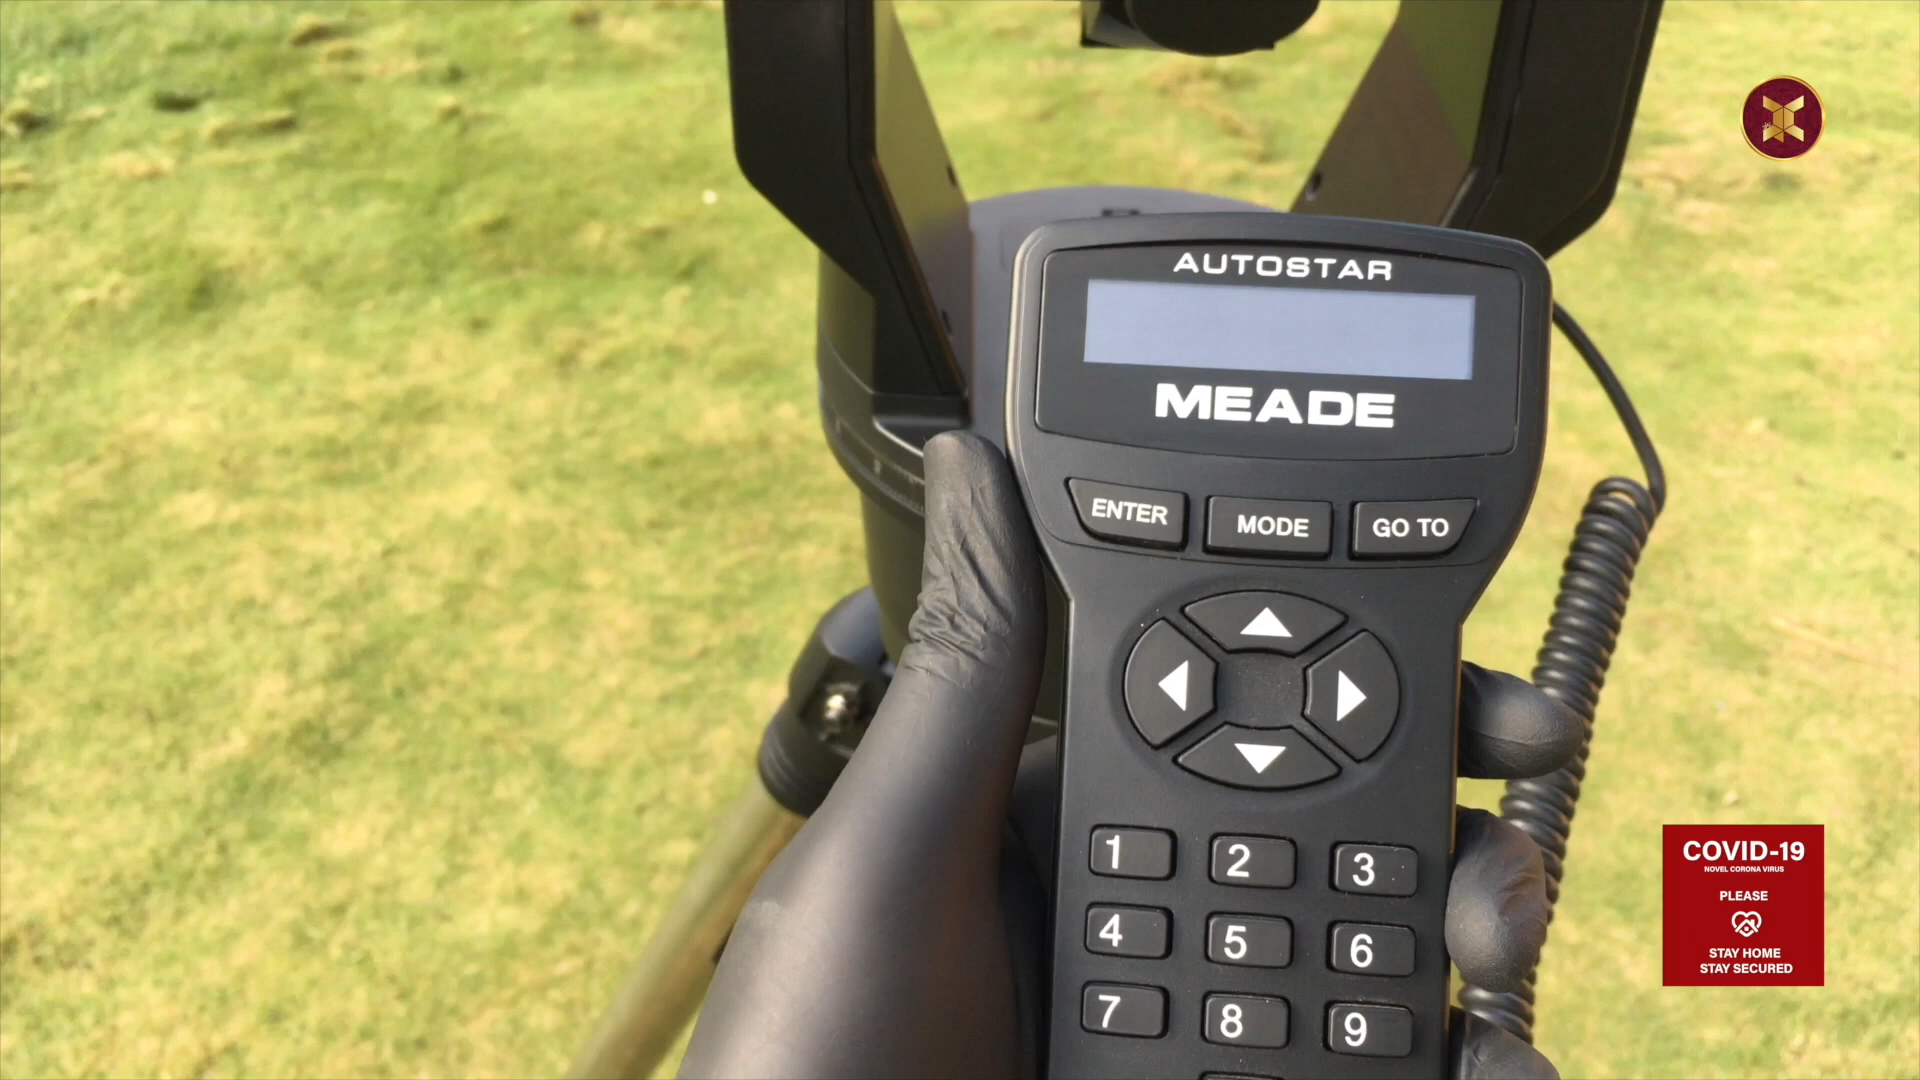 AUTOSTAR
MEADE
ENTER MODE GO TO
1 2 3
4 5 6
7 8 9
COVID-19
NOVEL CORONA VIRUS
PLEASE
STAY HOME
STAY SECURED